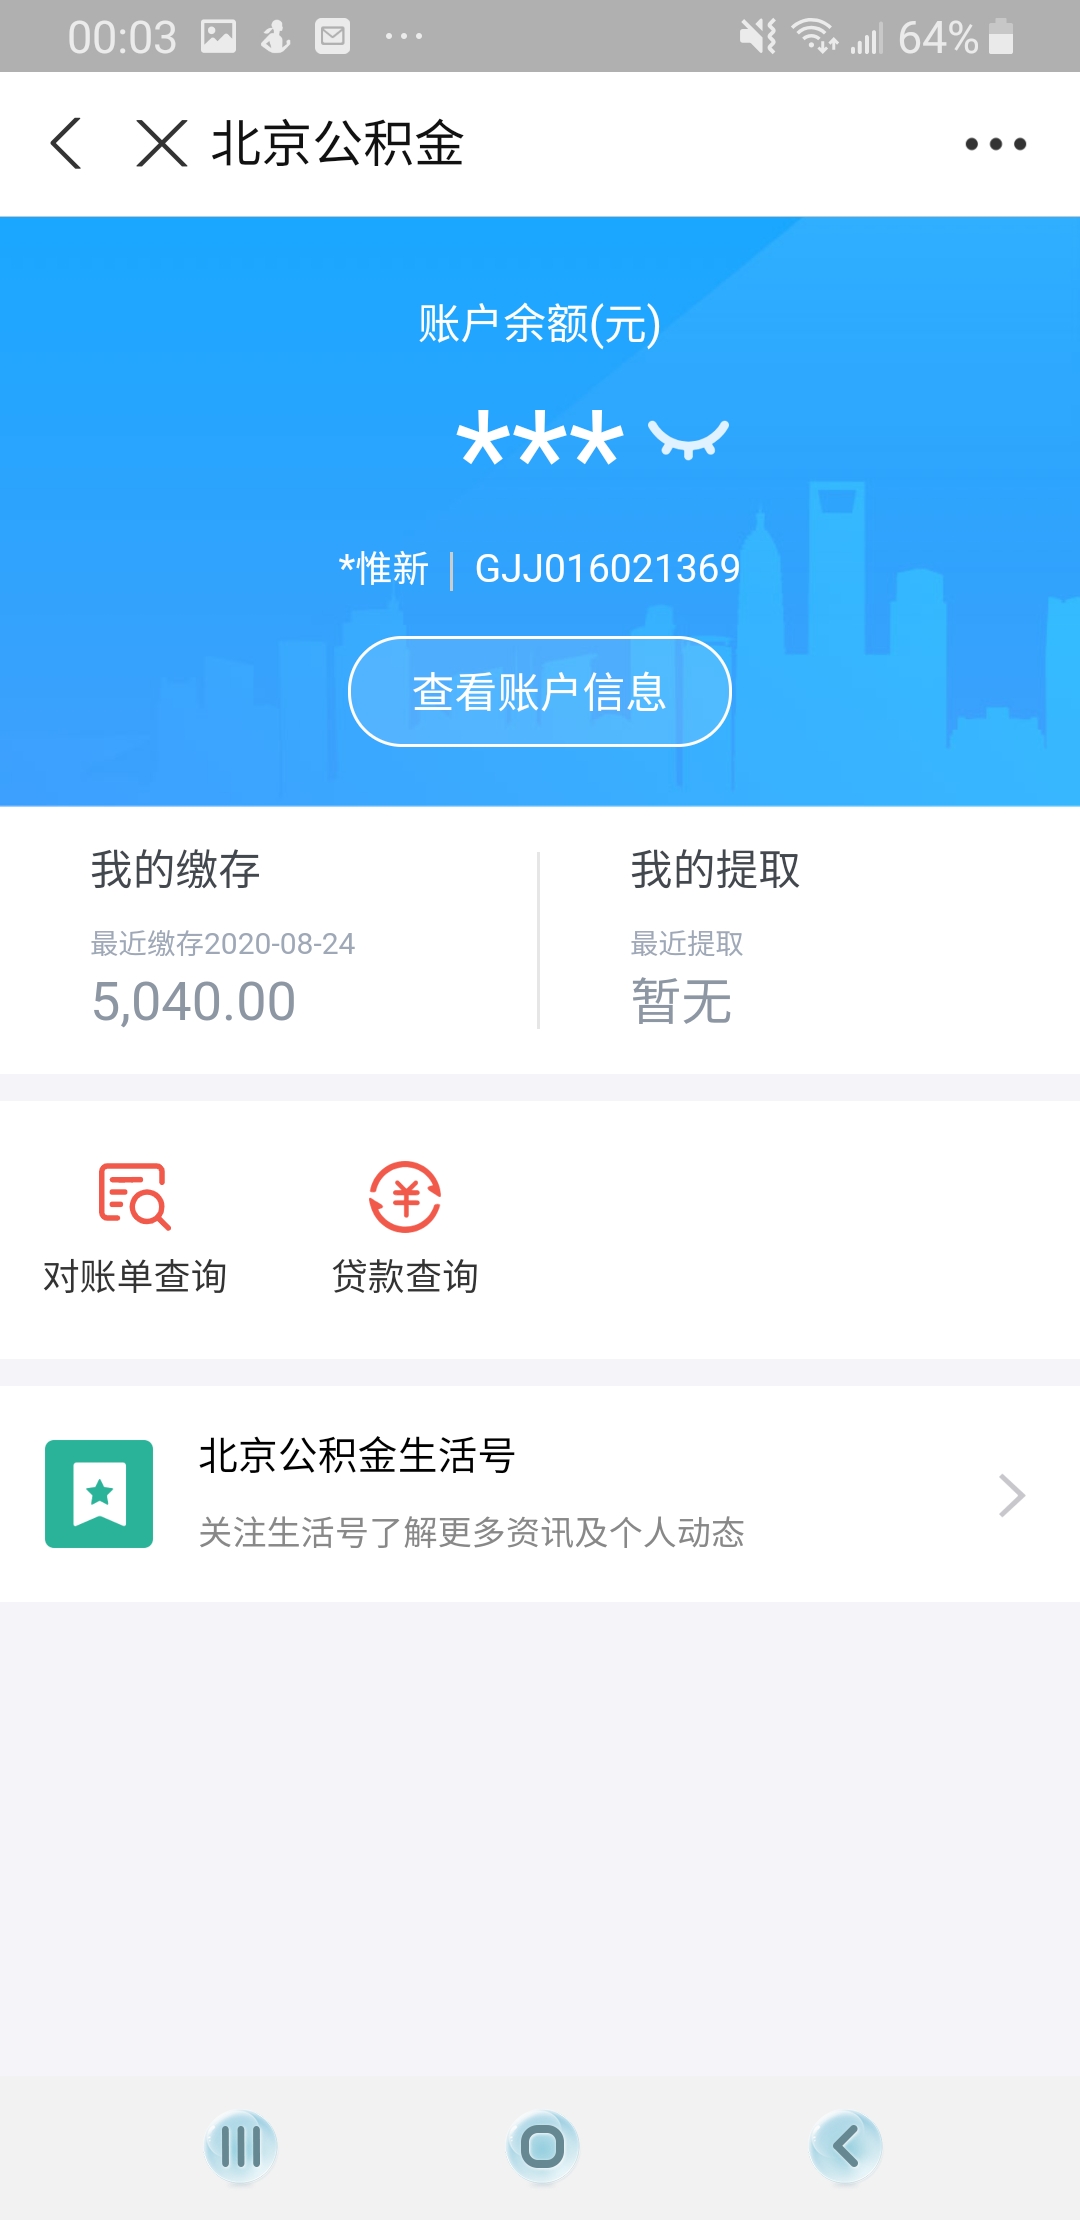 00:03
64%
北京公积金
账户余额(元)
***
*惟新 | GJJ016021369
查看账户信息
我的缴存
我的提取
最近缴存2020-08-24
最近提取
5,040.00
暂无
对账单查询
贷款查询
北京公积金生活号
关注生活号了解更多资讯及个人动态